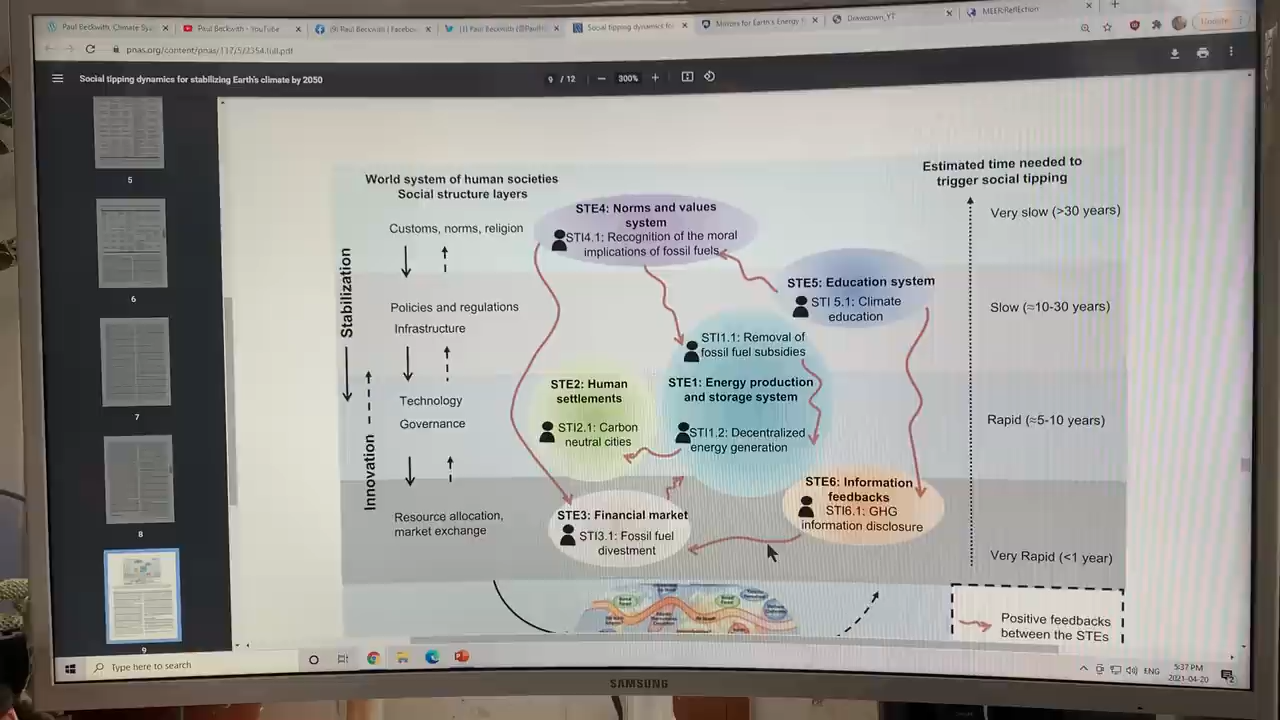 Paul Beckwith, Climate Sys
Paul Beckwith - YouTube
(9) Paul Beckwith | Faceboo
(1) Paul Beckwith (@PaulH
Social tipping dynamics fo
Mirrors for Earth's Energy
Drawdown_YT
MEER:ReflEction
pnas.org/content/pnas/117/5/2354.full.pdf
Update
Social tipping dynamics for stabilizing Earth's climate by 2050
9 / 12
300%
5
6
7
8
9
World system of human societies
Social structure layers
Customs, norms, religion
Policies and regulations
Infrastructure
Technology
Governance
Resource allocation,
market exchange
Stabilization
Innovation
STE4: Norms and values
system
STI4.1: Recognition of the moral
implications of fossil fuels
STE5: Education system
STI 5.1: Climate
education
STI1.1: Removal of
fossil fuel subsidies
STE1: Energy production
and storage system
STI1.2: Decentralized
energy generation
STE2: Human
settlements
STI2.1: Carbon
neutral cities
STE3: Financial market
STI3.1: Fossil fuel
divestment
STE6: Information
feedbacks
STI6.1: GHG
information disclosure
Estimated time needed to
trigger social tipping
Very slow (>30 years)
Slow (≈10-30 years)
Rapid (≈5-10 years)
Very Rapid (<1 year)
Positive feedbacks
between the STEs
Type here to search
ENG
5:37 PM
2021-04-20
SAMSUNG